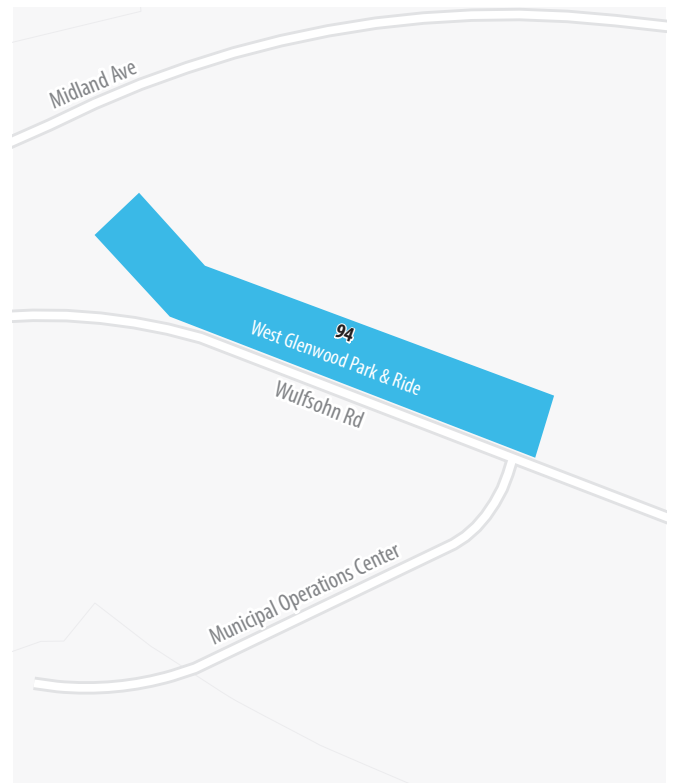 Midland Ave
94
West Glenwood Park & Ride
Wulfsohn Rd
Municipal Operations Center